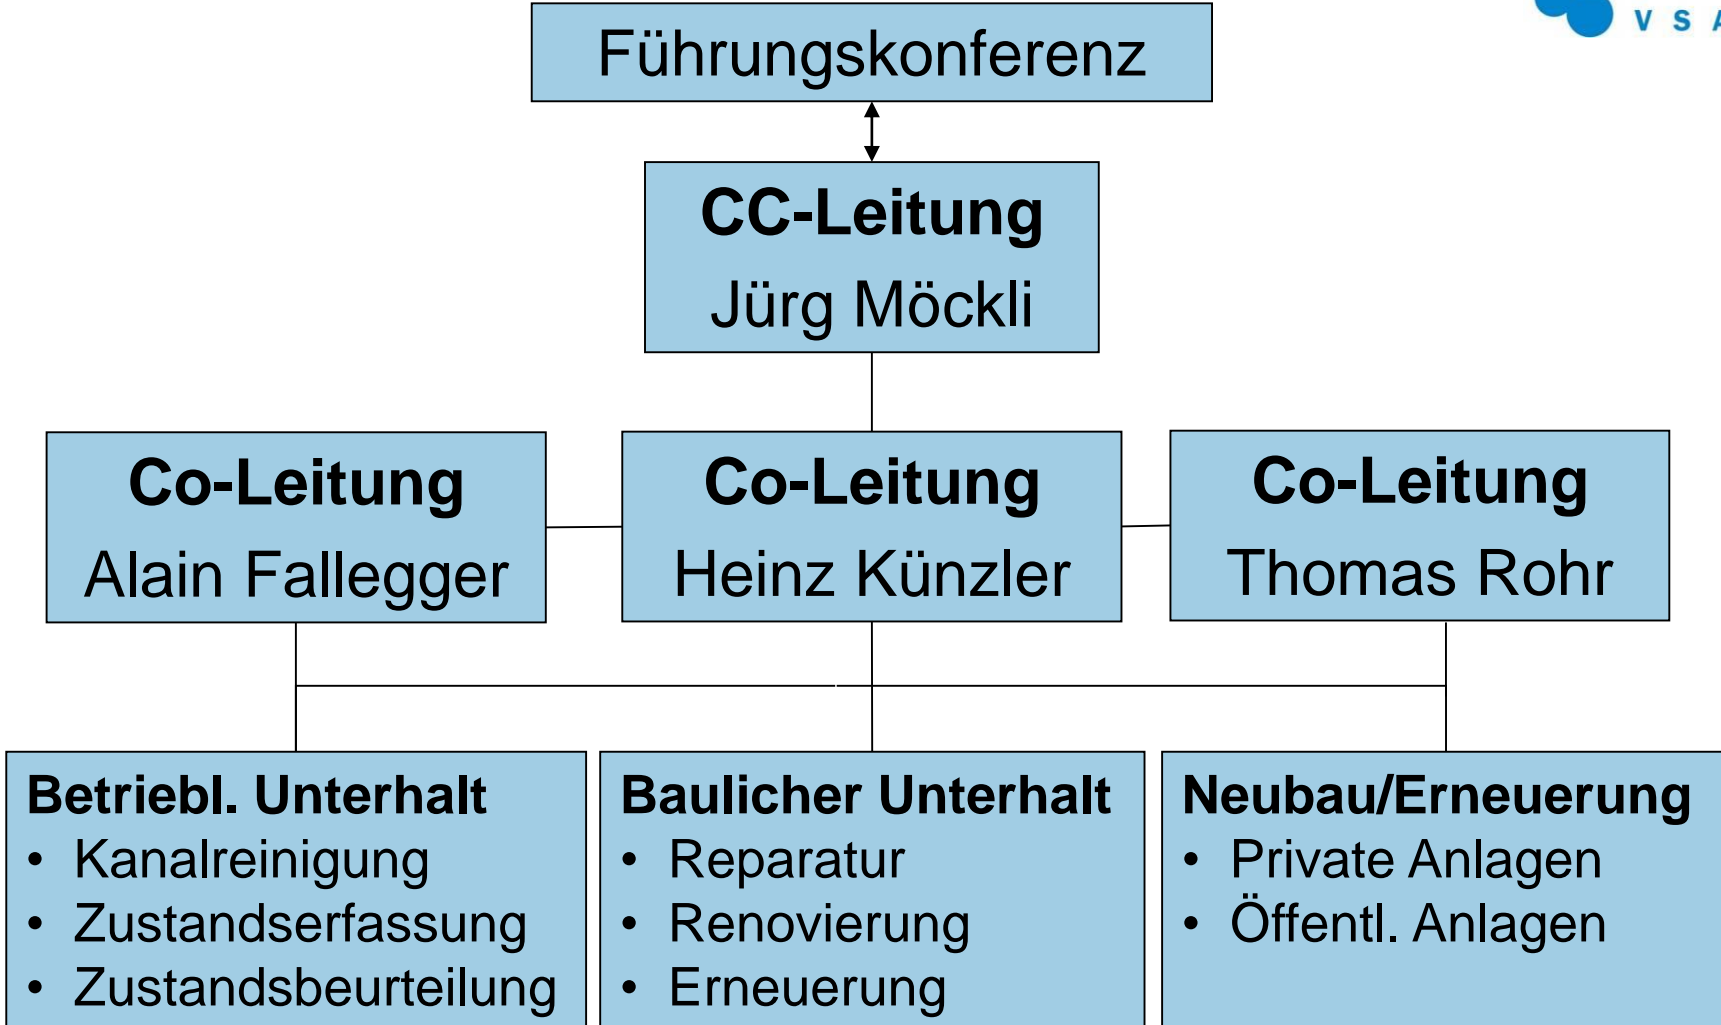 V S A
Führungskonferenz
CC-Leitung
Jürg Möckli
Co-Leitung
Alain Fallegger
Co-Leitung
Heinz Künzler
Co-Leitung
Thomas Rohr
Betriebl. Unterhalt
• Kanalreinigung
• Zustandserfassung
• Zustandsbeurteilung
Baulicher Unterhalt
• Reparatur
• Renovierung
• Erneuerung
Neubau/Erneuerung
• Private Anlagen
• Öffentl. Anlagen